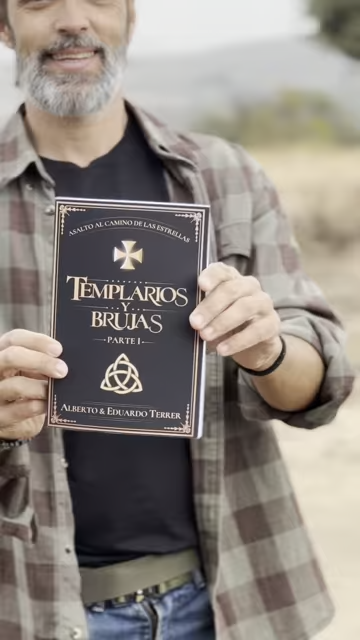 ASALTO AL CAMINO DE LAS ESTRELLAS
TEMPLARIOS
Y
BRUJAS
PARTE I
ALBERTO & EDUARDO TERRER